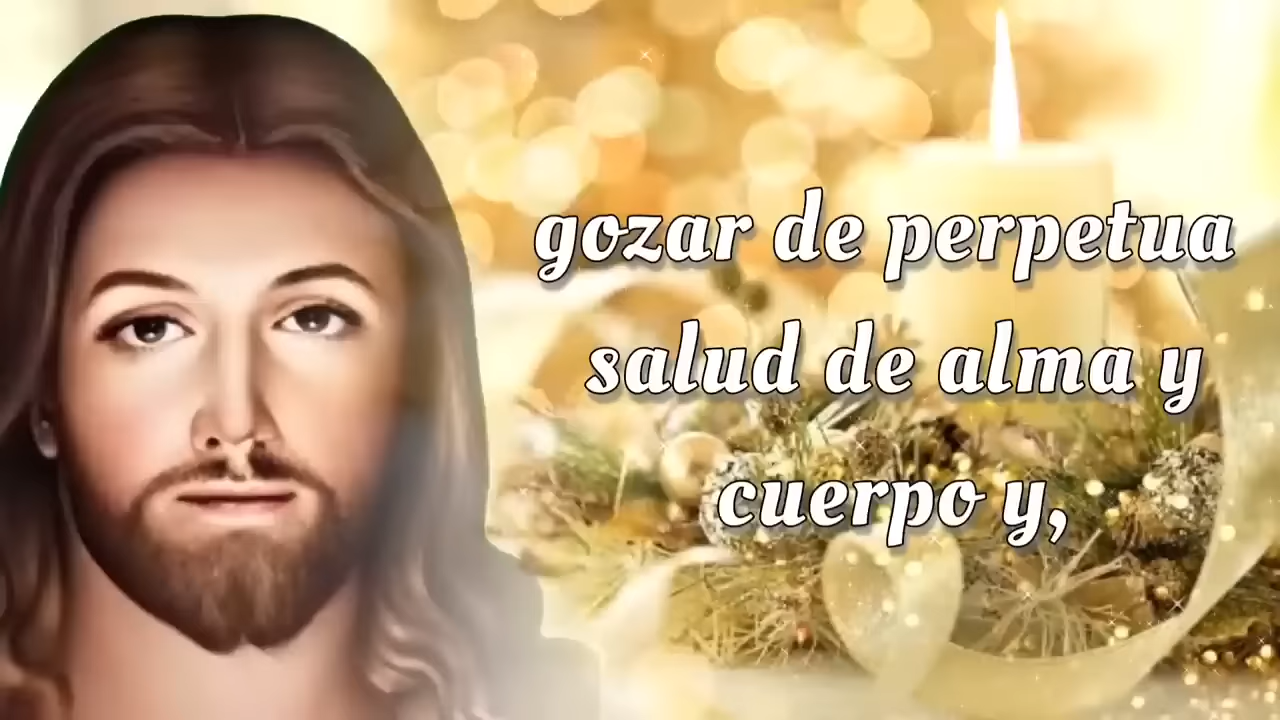 gozar de perpetua
salud de alma y
cuerpo y,